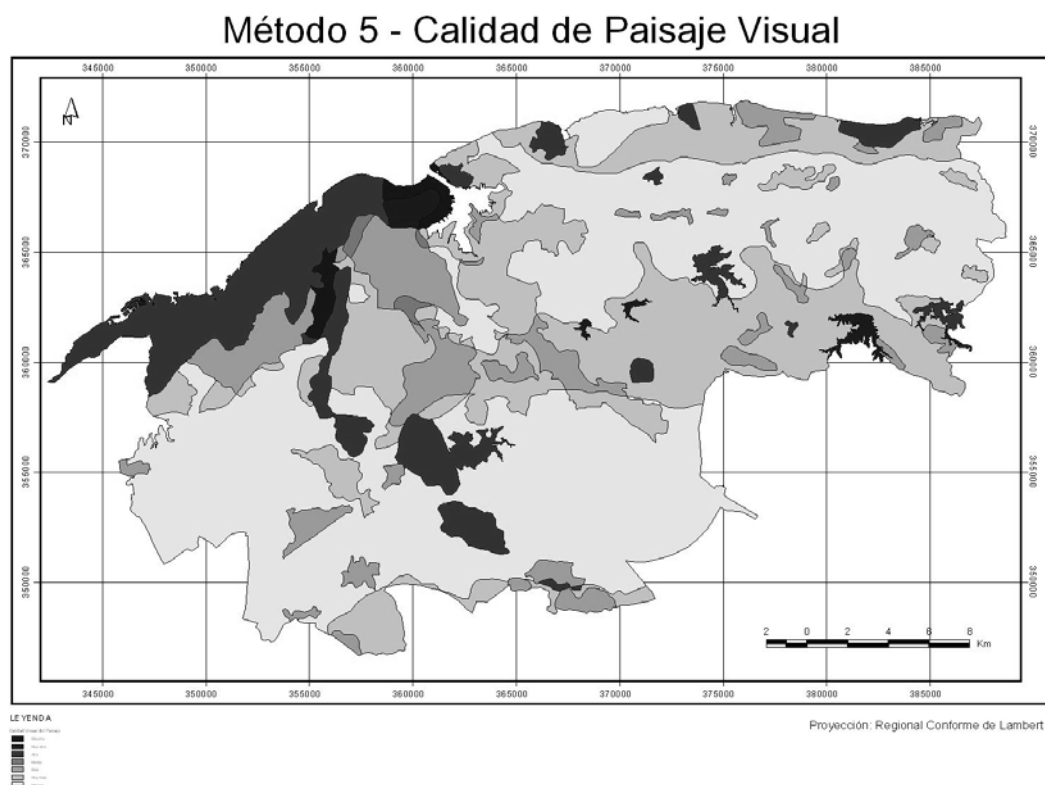 Método 5 - Calidad de Paisaje Visual
345000 350000 355000 360000 365000 370000 375000 380000 385000
N
370000 370000
365000 365000
360000 360000
355000 355000
350000 350000
2 0 2 4 6 8 Km
345000 350000 355000 360000 365000 370000 375000 380000 385000
LEYENDA
Proyección: Regional Conforme de Lambert